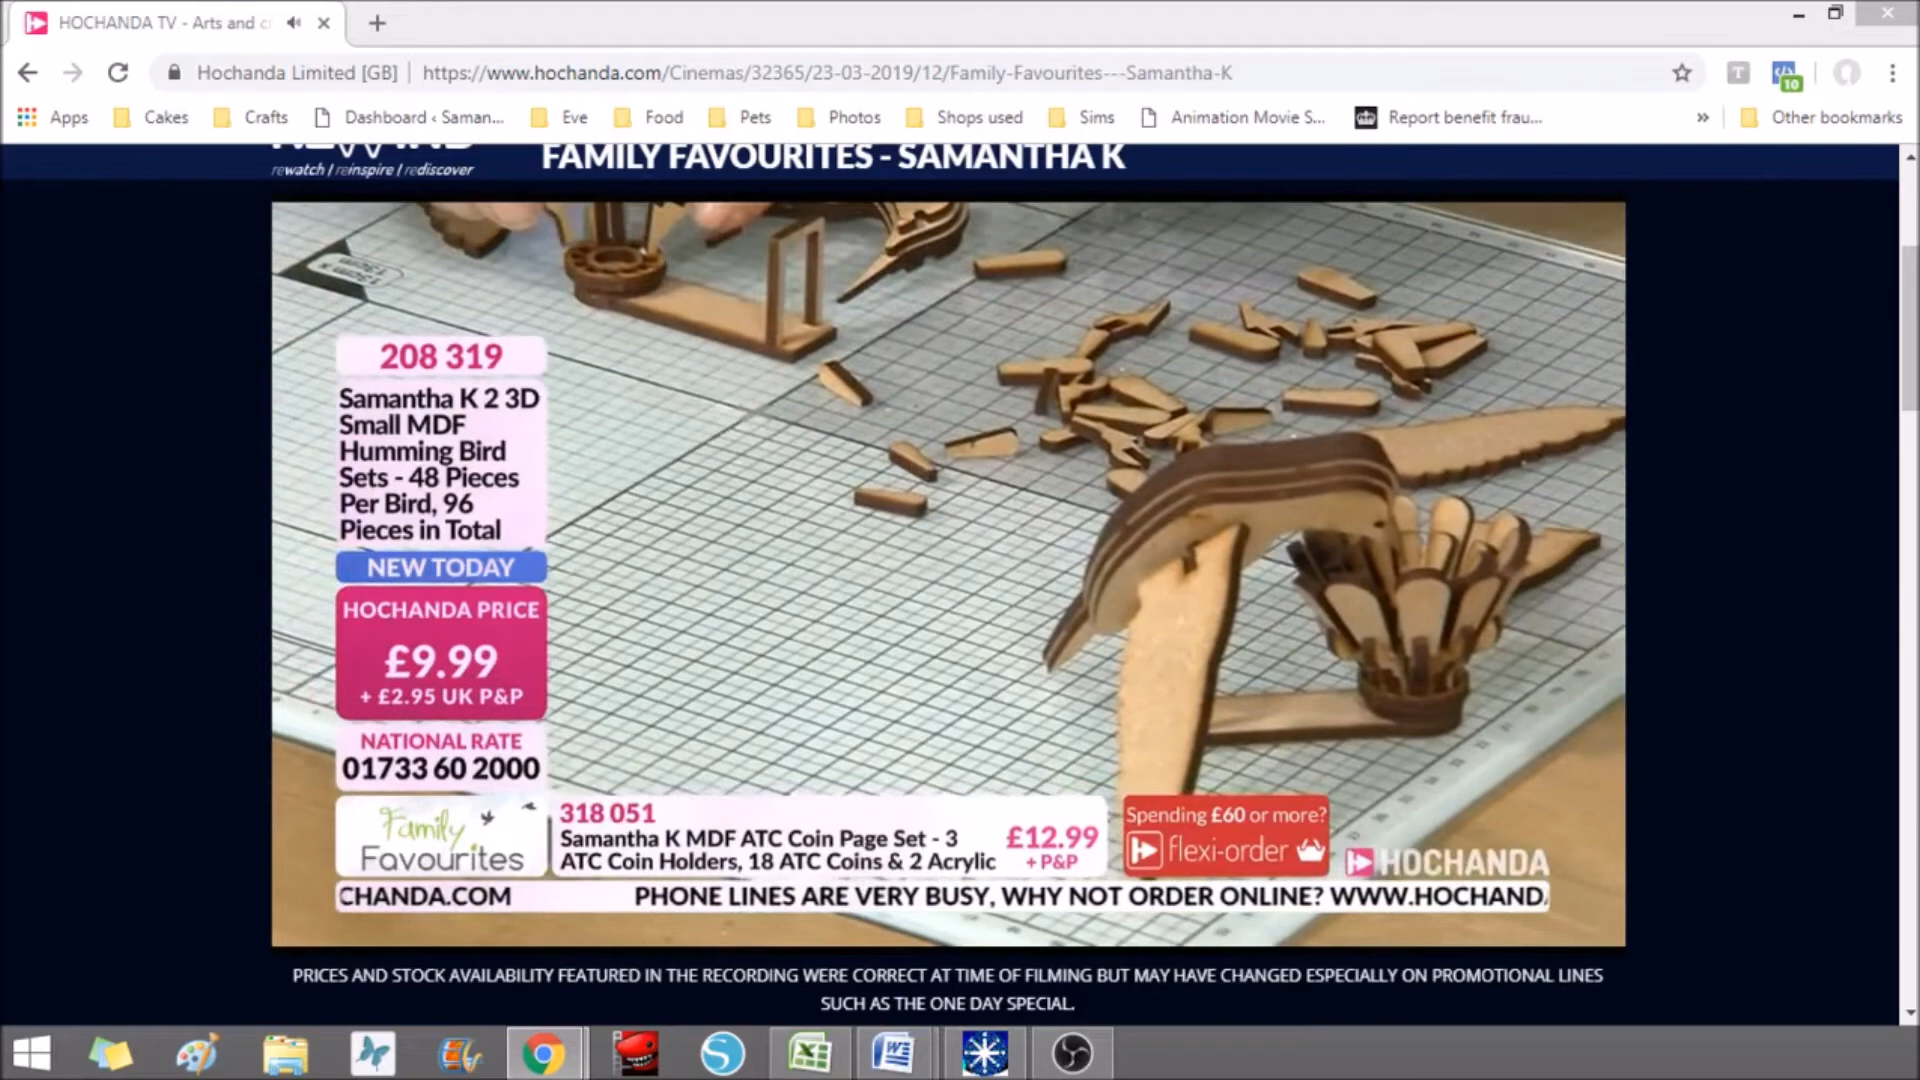 HOCHANDA TV - Arts and c
Hochanda Limited [GB]
https://www.hochanda.com/Cinemas/32365/23-03-2019/12/Family-Favourites---Samantha-K
T
10
Apps
Cakes
Crafts
Dashboard ‹ Saman...
Eve
Food
Pets
Photos
Shops used
Sims
Animation Movie S...
Report benefit frau...
»
Other bookmarks
rewatch / reinspire / rediscover
FAMILY FAVOURITES - SAMANTHA K
208 319
Samantha K 2 3D
Small MDF
Humming Bird
Sets - 48 Pieces
Per Bird, 96
Pieces in Total
NEW TODAY
HOCHANDA PRICE
£9.99
+ £2.95 UK P&P
NATIONAL RATE
01733 60 2000
Family
Favourites
318 051
Samantha K MDF ATC Coin Page Set - 3
ATC Coin Holders, 18 ATC Coins & 2 Acrylic
£12.99
+ P&P
Spending £60 or more?
flexi-order
HOCHANDA
CHANDA.COM
PHONE LINES ARE VERY BUSY, WHY NOT ORDER ONLINE? WWW.HOCHAND
PRICES AND STOCK AVAILABILITY FEATURED IN THE RECORDING WERE CORRECT AT TIME OF FILMING BUT MAY HAVE CHANGED ESPECIALLY ON PROMOTIONAL LINES
SUCH AS THE ONE DAY SPECIAL.